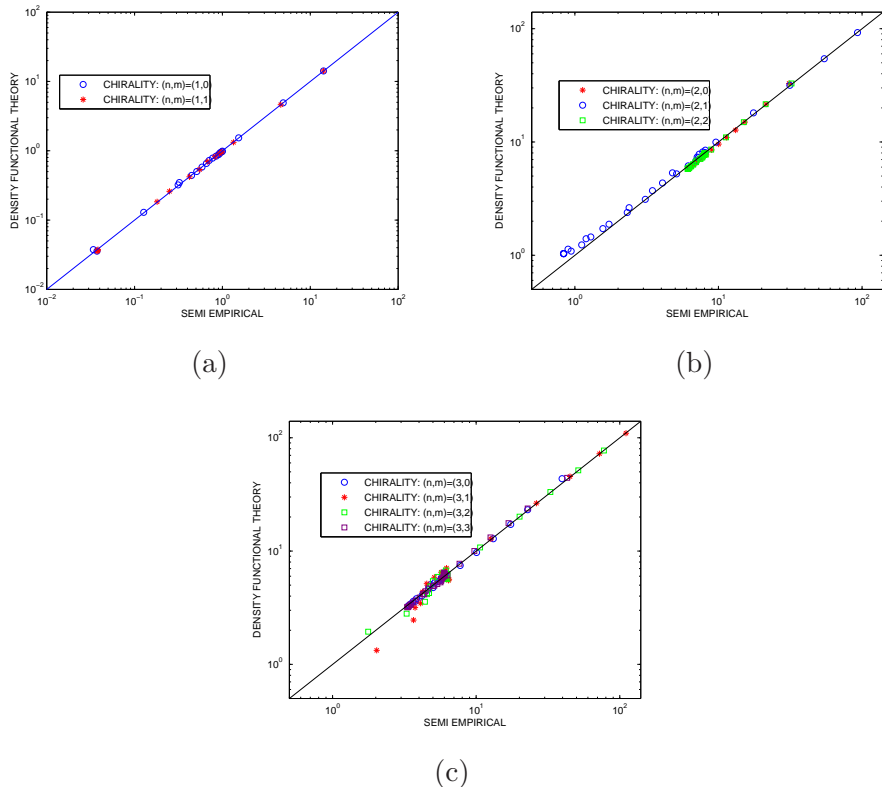 10^2
10^1
10^0
10^-1
10^-2
DENSITY FUNCTIONAL THEORY
CHIRALITY: (n,m)=(1,0)
CHIRALITY: (n,m)=(1,1)
10^-2 10^-1 10^0 10^1 10^2
SEMI EMPIRICAL
(a)
10^2
10^1
10^0
DENSITY FUNCTIONAL THEORY
CHIRALITY: (n,m)=(2,0)
CHIRALITY: (n,m)=(2,1)
CHIRALITY: (n,m)=(2,2)
10^0 10^1 10^2
SEMI EMPIRICAL
(b)
10^2
10^1
10^0
DENSITY FUNCTIONAL THEORY
CHIRALITY: (n,m)=(3,0)
CHIRALITY: (n,m)=(3,1)
CHIRALITY: (n,m)=(3,2)
CHIRALITY: (n,m)=(3,3)
10^0 10^1 10^2
SEMI EMPIRICAL
(c)